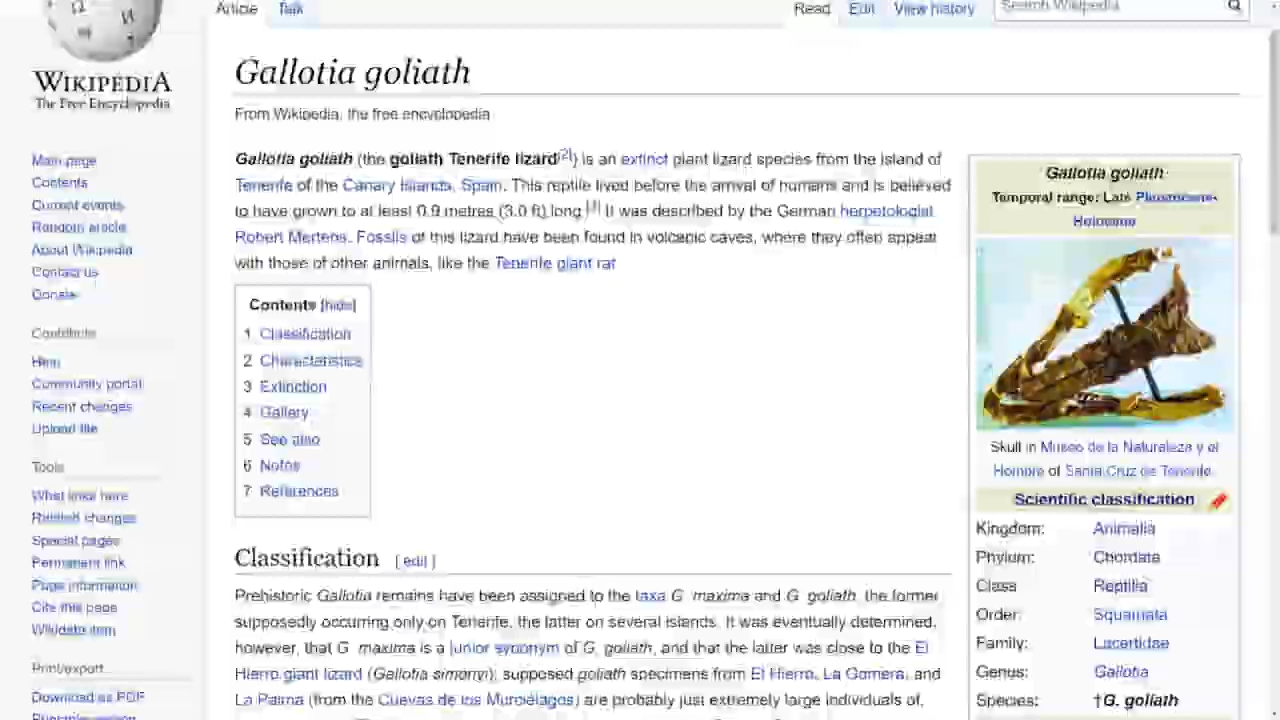 Article Talk Read Edit View history Search Wikipedia
WIKIPEDIA
The Free Encyclopedia
Main page
Contents
Current events
Random article
About Wikipedia
Contact us
Donate
Contribute
Help
Community portal
Recent changes
Upload file
Tools
What links here
Related changes
Special pages
Permanent link
Page information
Cite this page
Wikidata item
Print/export
Download as PDF
Printable version
Gallotia goliath
From Wikipedia, the free encyclopedia
Gallotia goliath (the goliath Tenerife lizard[2]) is an extinct giant lizard species from the island of
Tenerife of the Canary Islands, Spain. This reptile lived before the arrival of humans and is believed
to have grown to at least 0.9 metres (3.0 ft) long.[3] It was described by the German herpetologist
Robert Mertens. Fossils of this lizard have been found in volcanic caves, where they often appear
with those of other animals, like the Tenerife giant rat
Contents [hide]
1 Classification
2 Characteristics
3 Extinction
4 Gallery
5 See also
6 Notes
7 References
Classification [ edit ]
Prehistoric Gallotia remains have been assigned to the taxa G. maxima and G. goliath, the former
supposedly occurring only on Tenerife, the latter on several islands. It was eventually determined,
however, that G. maxima is a junior synonym of G. goliath, and that the latter was close to the El
Hierro giant lizard (Gallotia simonyi); supposed goliath specimens from El Hierro, La Gomera, and
La Palma (from the Cuevas de los Murciélagos) are probably just extremely large individuals of,
Gallotia goliath
Temporal range: Late Pleistocene-
Holocene
Skull in Museo de la Naturaleza y el
Hombre of Santa Cruz de Tenerife.
Scientific classification
Kingdom: Animalia
Phylum: Chordata
Class: Reptilia
Order: Squamata
Family: Lacertidae
Genus: Gallotia
Species: †G. goliath